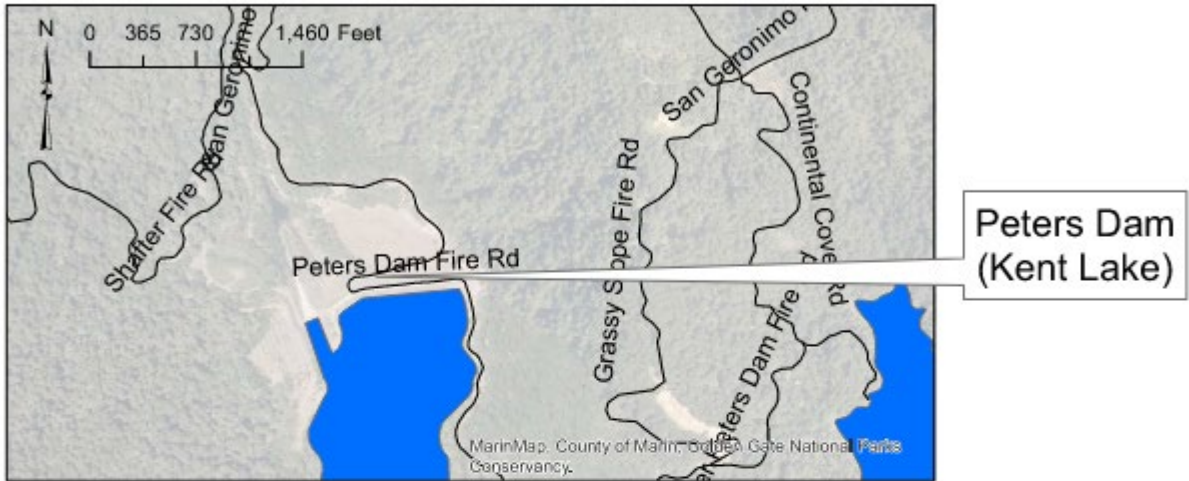 N
0 365 730 1,460 Feet
San Geronimo
San Geronimo
Continental Cove
Rd
Shafter Fire Rd
Grassy Slope Fire Rd
Peters Dam Fire Rd
Peters Dam
(Kent Lake)
Peters Dam Fire
MarinMap, County of Marin, Golden Gate National Parks
Conservancy.